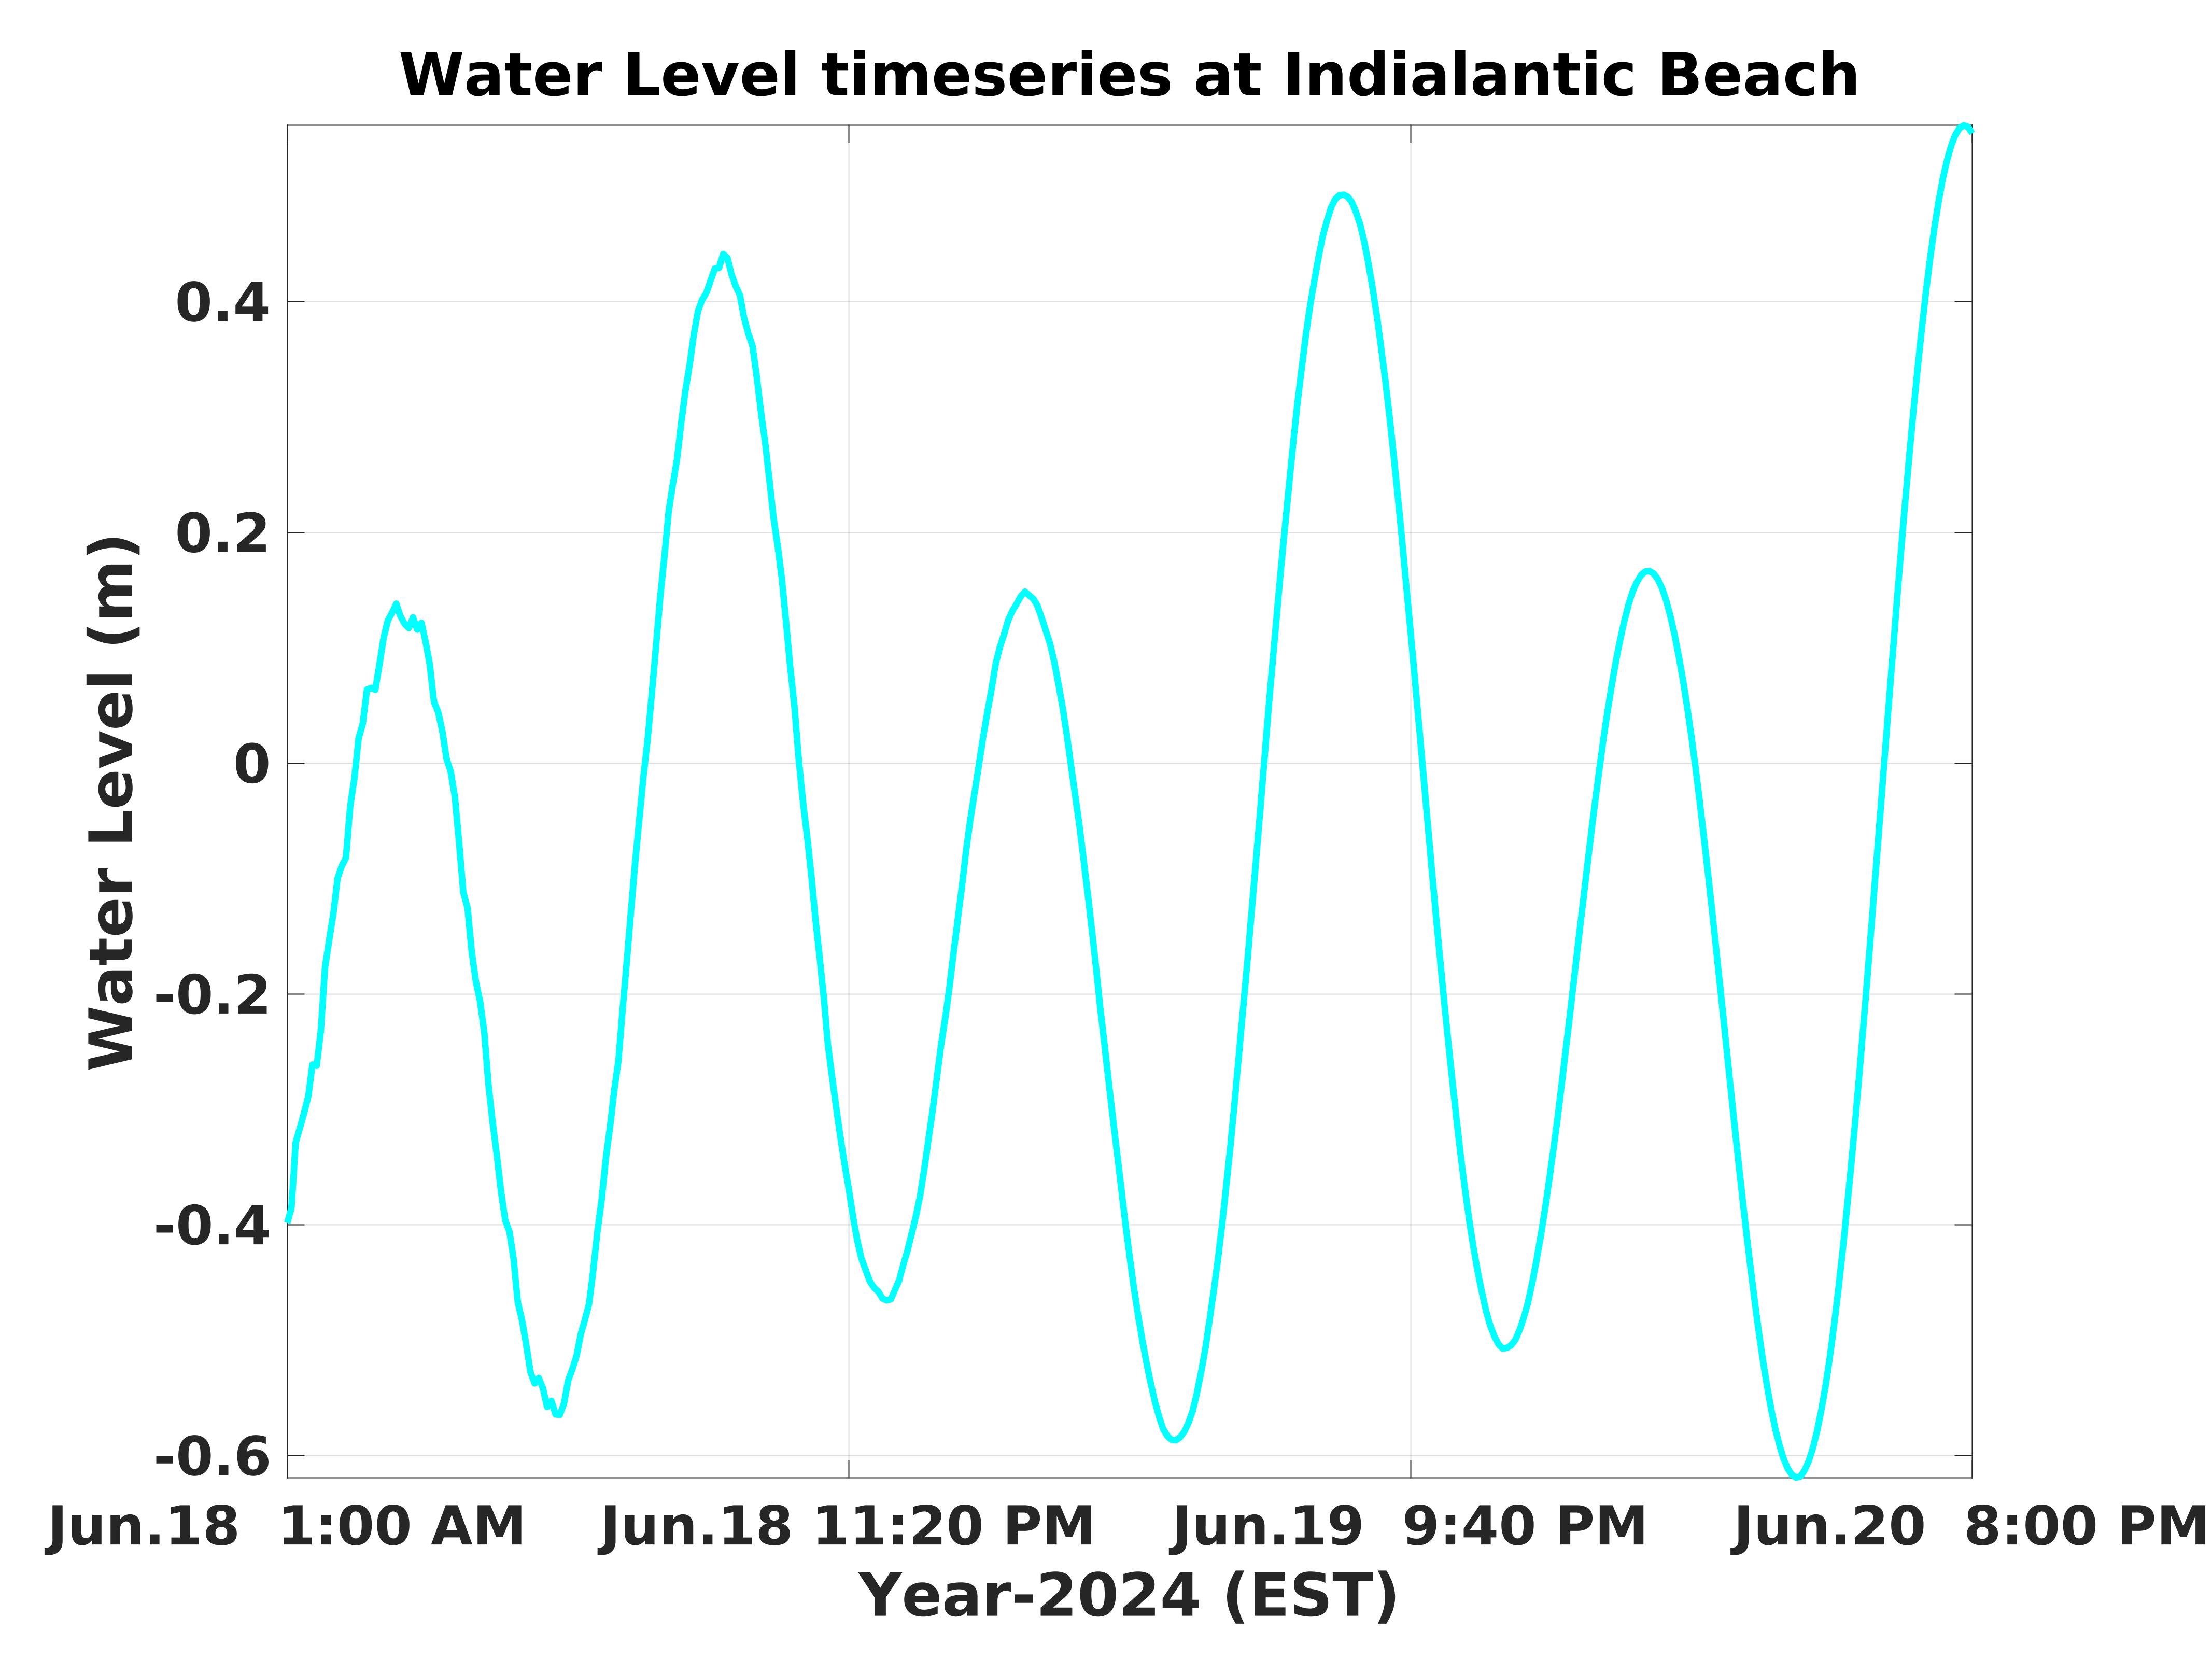 Water Level timeseries at Indialantic Beach
Water Level (m)
0.4
0.2
0
-0.2
-0.4
-0.6
Jun.18 1:00 AM
Jun.18 11:20 PM
Jun.19 9:40 PM
Jun.20 8:00 PM
Year-2024 (EST)